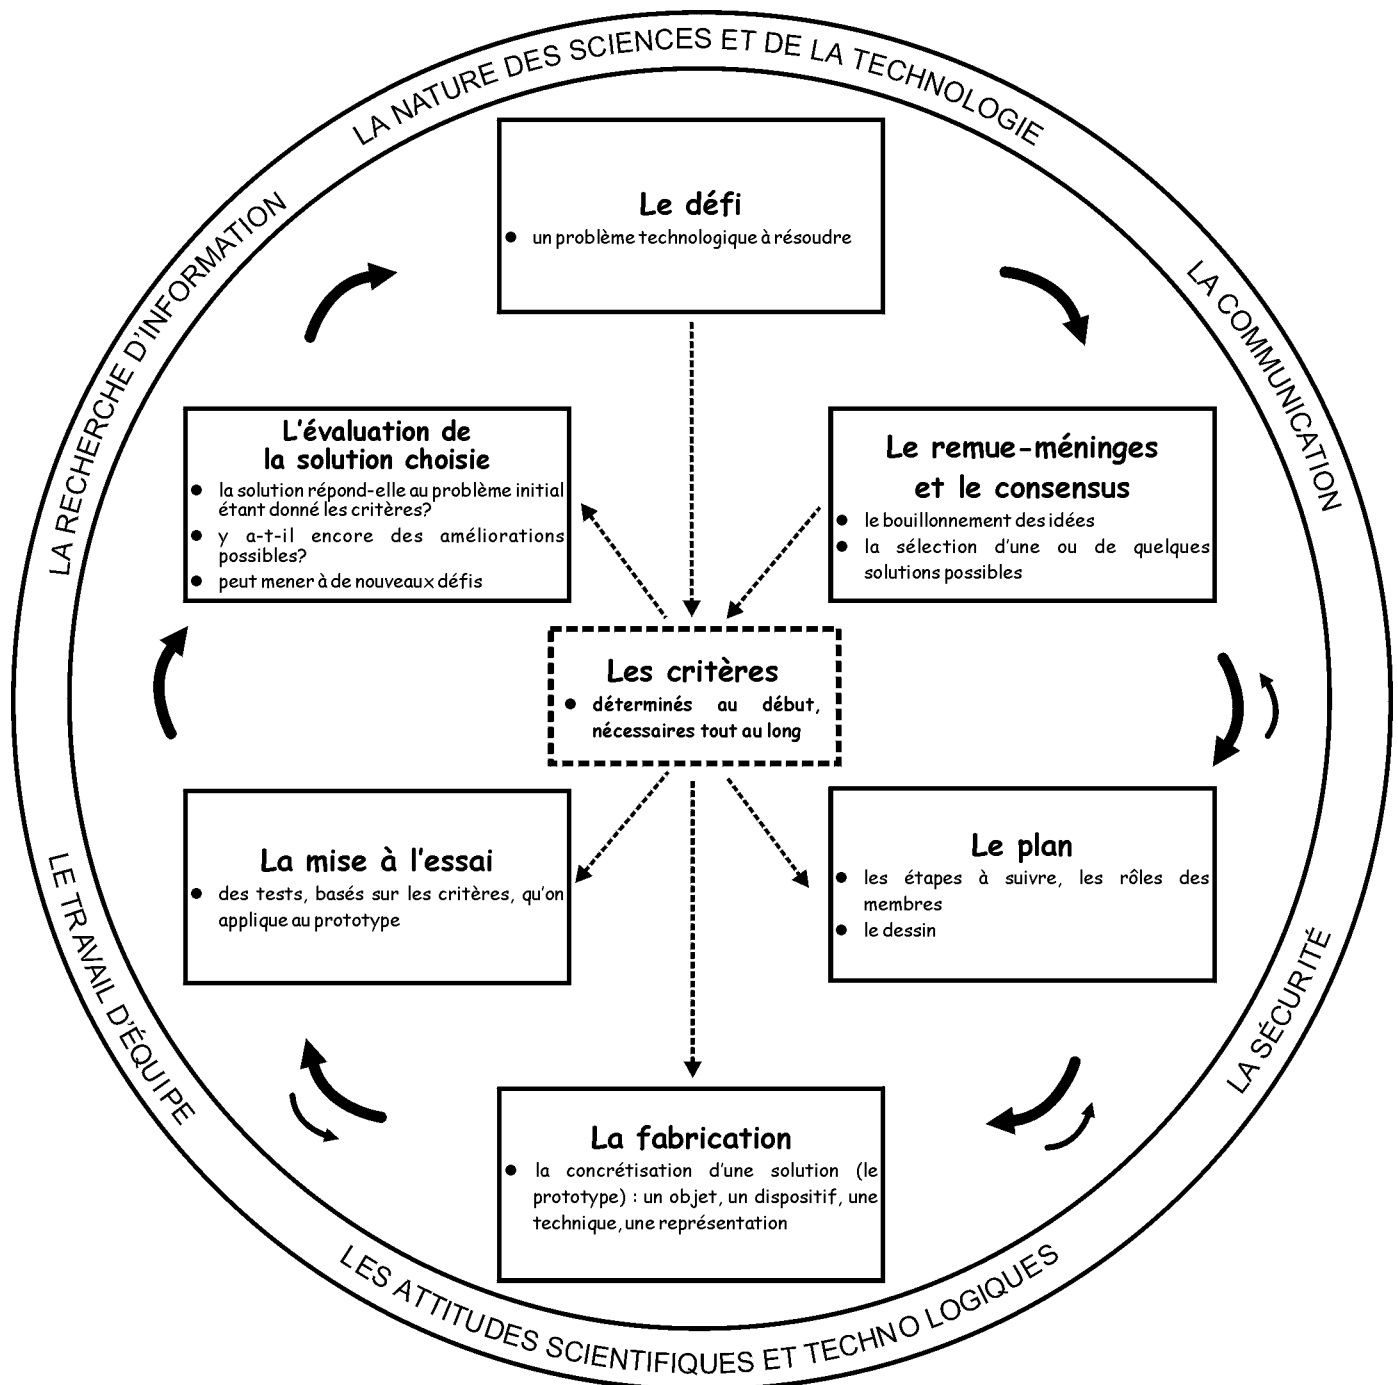 LA NATURE DES SCIENCES ET DE LA TECHNOLOGIE
LA COMMUNICATION
LA SÉCURITÉ
LES ATTITUDES SCIENTIFIQUES ET TECHNOLOGIQUES
LE TRAVAIL D'ÉQUIPE
LA RECHERCHE D'INFORMATION
Le défi
● un problème technologique à résoudre
Le remue-méninges
et le consensus
● le bouillonnement des idées
● la sélection d'une ou de quelques
solutions possibles
Le plan
● les étapes à suivre, les rôles des
membres
● le dessin
La fabrication
● la concrétisation d'une solution (le
prototype) : un objet, un dispositif, une
technique, une représentation
La mise à l'essai
● des tests, basés sur les critères, qu'on
applique au prototype
L'évaluation de
la solution choisie
● la solution répond-elle au problème initial
étant donné les critères?
● y a-t-il encore des améliorations
possibles?
● peut mener à de nouveaux défis
Les critères
● déterminés au début,
nécessaires tout au long